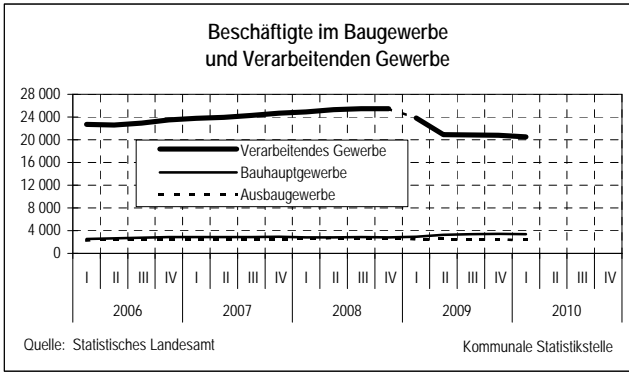 Beschäftigte im Baugewerbe
und Verarbeitenden Gewerbe
28 000
24 000
20 000
16 000
12 000
8 000
4 000
0
Verarbeitendes Gewerbe
Bauhauptgewerbe
Ausbaugewerbe
I II III IV I II III IV I II III IV I II III IV I II III IV
2006 2007 2008 2009 2010
Quelle: Statistisches Landesamt Kommunale Statistikstelle